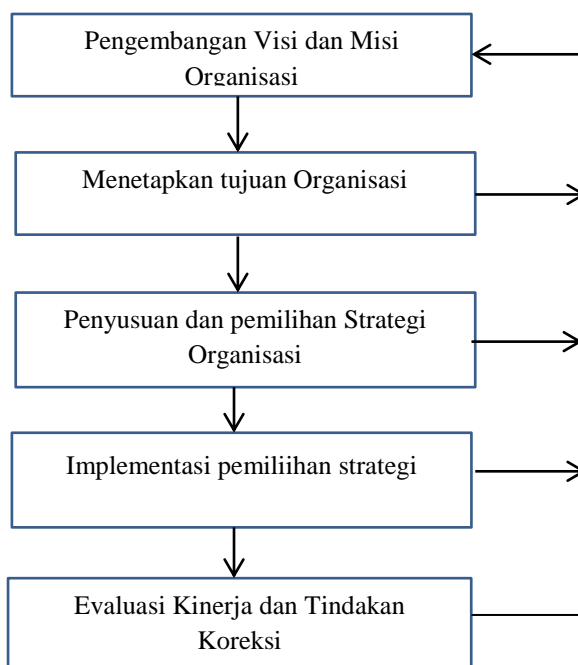 Pengembangan Visi dan Misi
Organisasi
Menetapkan tujuan Organisasi
Penyusuan dan pemilihan Strategi
Organisasi
Implementasi pemiliihan strategi
Evaluasi Kinerja dan Tindakan
Koreksi